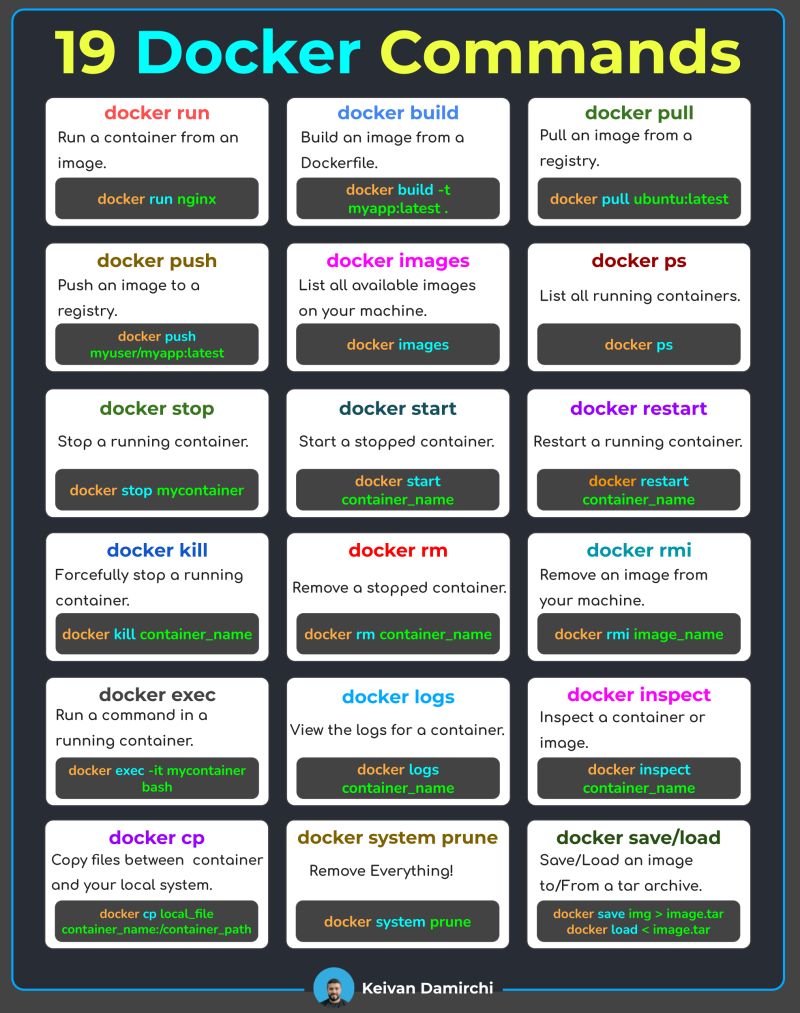 19 Docker Commands
docker run
Run a container from an
image.
docker run nginx
docker build
Build an image from a
Dockerfile.
docker build -t
myapp:latest .
docker pull
Pull an image from a
registry.
docker pull ubuntu:latest
docker push
Push an image to a
registry.
docker push
myuser/myapp:latest
docker images
List all available images
on your machine.
docker images
docker ps
List all running containers.
docker ps
docker stop
Stop a running container.
docker stop mycontainer
docker start
Start a stopped container.
docker start
container_name
docker restart
Restart a running container.
docker restart
container_name
docker kill
Forcefully stop a running
container.
docker kill container_name
docker rm
Remove a stopped container.
docker rm container_name
docker rmi
Remove an image from
your machine.
docker rmi image_name
docker exec
Run a command in a
running container.
docker exec -it mycontainer
bash
docker logs
View the logs for a container.
docker logs
container_name
docker inspect
Inspect a container or
image.
docker inspect
container_name
docker cp
Copy files between container
and your local system.
docker cp local_file
container_name:/container_path
docker system prune
Remove Everything!
docker system prune
docker save/load
Save/Load an image
to/From a tar archive.
docker save img > image.tar
docker load < image.tar
Keivan Damirchi